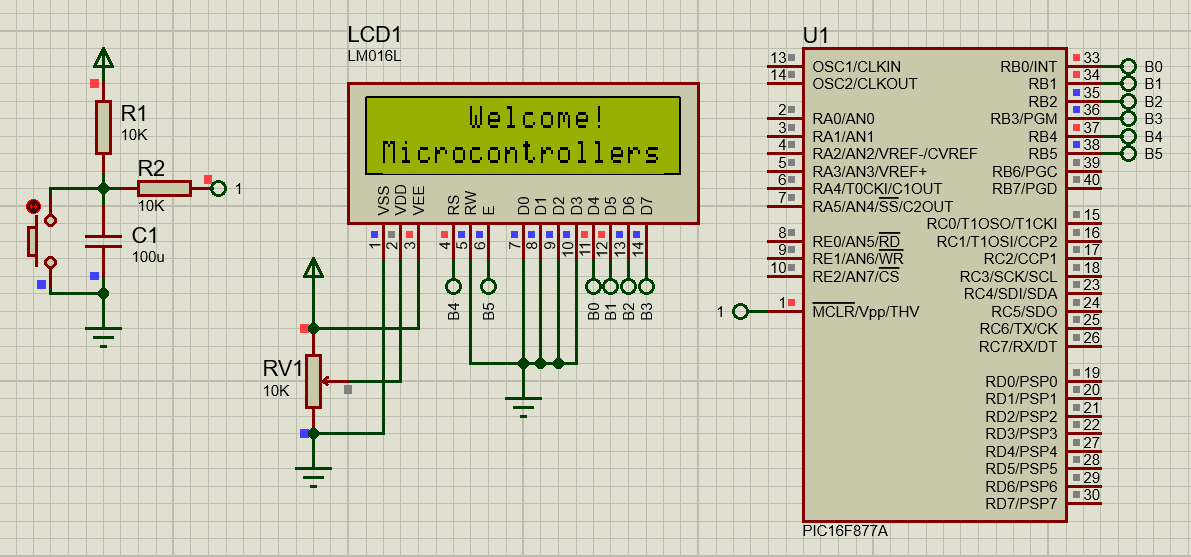 R1
10K
R2
10K
1
C1
100u
LCD1
LM016L
Welcome!
Microcontrollers
VSS
VDD
VEE
RS
RW
E
D0
D1
D2
D3
D4
D5
D6
D7
1
2
3
4
5
6
7
8
9
10
11
12
13
14
B4
B5
B0
B1
B2
B3
RV1
10K
U1
13 OSC1/CLKIN
14 OSC2/CLKOUT
2 RA0/AN0
3 RA1/AN1
4 RA2/AN2/VREF-/CVREF
5 RA3/AN3/VREF+
6 RA4/T0CKI/C1OUT
7 RA5/AN4/SS/C2OUT
8 RE0/AN5/RD
9 RE1/AN6/WR
10 RE2/AN7/CS
1 1 MCLR/Vpp/THV
RB0/INT 33 B0
RB1 34 B1
RB2 35 B2
RB3/PGM 36 B3
RB4 37 B4
RB5 38 B5
RB6/PGC 39
RB7/PGD 40
RC0/T1OSO/T1CKI 15
RC1/T1OSI/CCP2 16
RC2/CCP1 17
RC3/SCK/SCL 18
RC4/SDI/SDA 23
RC5/SDO 24
RC6/TX/CK 25
RC7/RX/DT 26
RD0/PSP0 19
RD1/PSP1 20
RD2/PSP2 21
RD3/PSP3 22
RD4/PSP4 27
RD5/PSP5 28
RD6/PSP6 29
RD7/PSP7 30
PIC16F877A